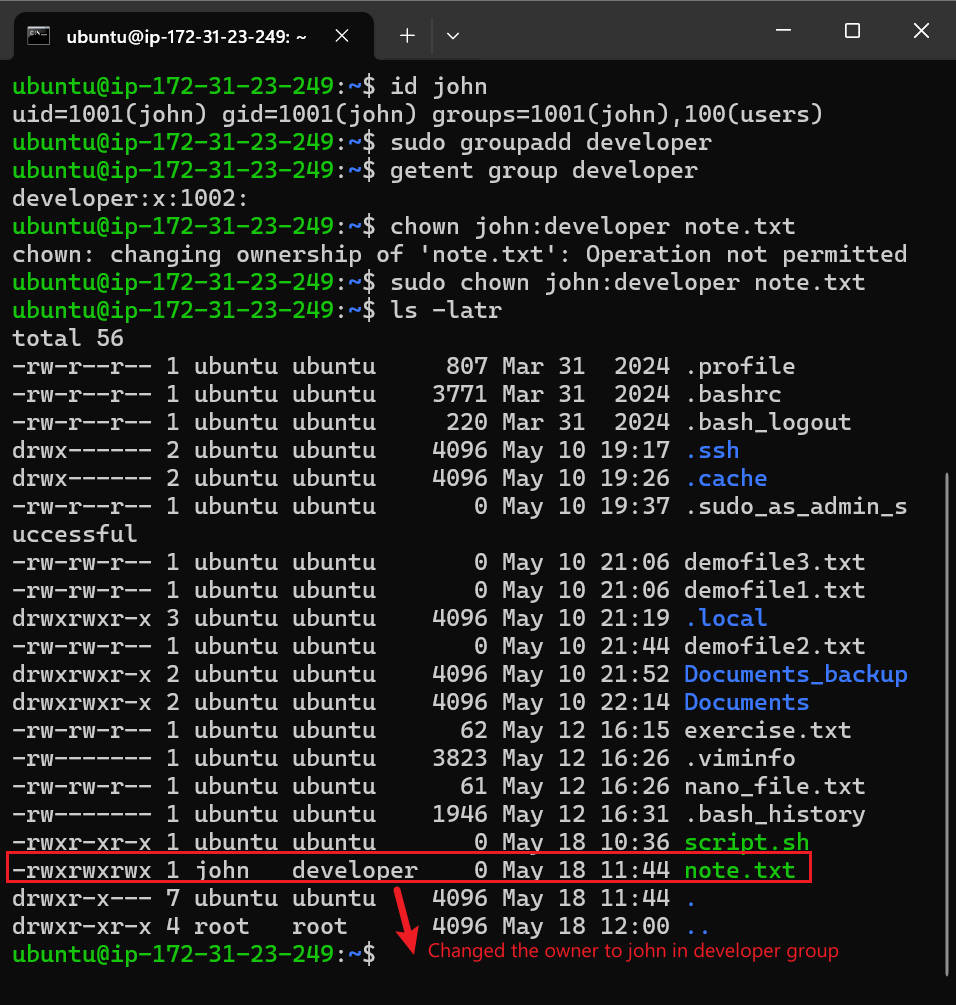 ubuntu@ip-172-31-23-249: ~
ubuntu@ip-172-31-23-249:~$ id john
uid=1001(john) gid=1001(john) groups=1001(john),100(users)
ubuntu@ip-172-31-23-249:~$ sudo groupadd developer
ubuntu@ip-172-31-23-249:~$ getent group developer
developer:x:1002:
ubuntu@ip-172-31-23-249:~$ chown john:developer note.txt
chown: changing ownership of 'note.txt': Operation not permitted
ubuntu@ip-172-31-23-249:~$ sudo chown john:developer note.txt
ubuntu@ip-172-31-23-249:~$ ls -latr
total 56
-rw-r--r-- 1 ubuntu ubuntu     807 Mar 31  2024 .profile
-rw-r--r-- 1 ubuntu ubuntu    3771 Mar 31  2024 .bashrc
-rw-r--r-- 1 ubuntu ubuntu     220 Mar 31  2024 .bash_logout
drwx------ 2 ubuntu ubuntu    4096 May 10 19:17 .ssh
drwx------ 2 ubuntu ubuntu    4096 May 10 19:26 .cache
-rw-r--r-- 1 ubuntu ubuntu       0 May 10 19:37 .sudo_as_admin_s
uccessful
-rw-rw-r-- 1 ubuntu ubuntu       0 May 10 21:06 demofile3.txt
-rw-rw-r-- 1 ubuntu ubuntu       0 May 10 21:06 demofile1.txt
drwxrwxr-x 3 ubuntu ubuntu    4096 May 10 21:19 .local
-rw-rw-r-- 1 ubuntu ubuntu       0 May 10 21:44 demofile2.txt
drwxrwxr-x 2 ubuntu ubuntu    4096 May 10 21:52 Documents_backup
drwxrwxr-x 2 ubuntu ubuntu    4096 May 10 22:14 Documents
-rw-rw-r-- 1 ubuntu ubuntu      62 May 12 16:15 exercise.txt
-rw------- 1 ubuntu ubuntu    3823 May 12 16:26 .viminfo
-rw-rw-r-- 1 ubuntu ubuntu      61 May 12 16:26 nano_file.txt
-rw------- 1 ubuntu ubuntu    1946 May 12 16:31 .bash_history
-rwxr-xr-x 1 ubuntu ubuntu       0 May 18 10:36 script.sh
-rwxrwxrwx 1 john   developer    0 May 18 11:44 note.txt
drwxr-x--- 7 ubuntu ubuntu    4096 May 18 11:44 .
drwxr-xr-x 4 root   root      4096 May 18 12:00 ..
ubuntu@ip-172-31-23-249:~$
Changed the owner to john in developer group